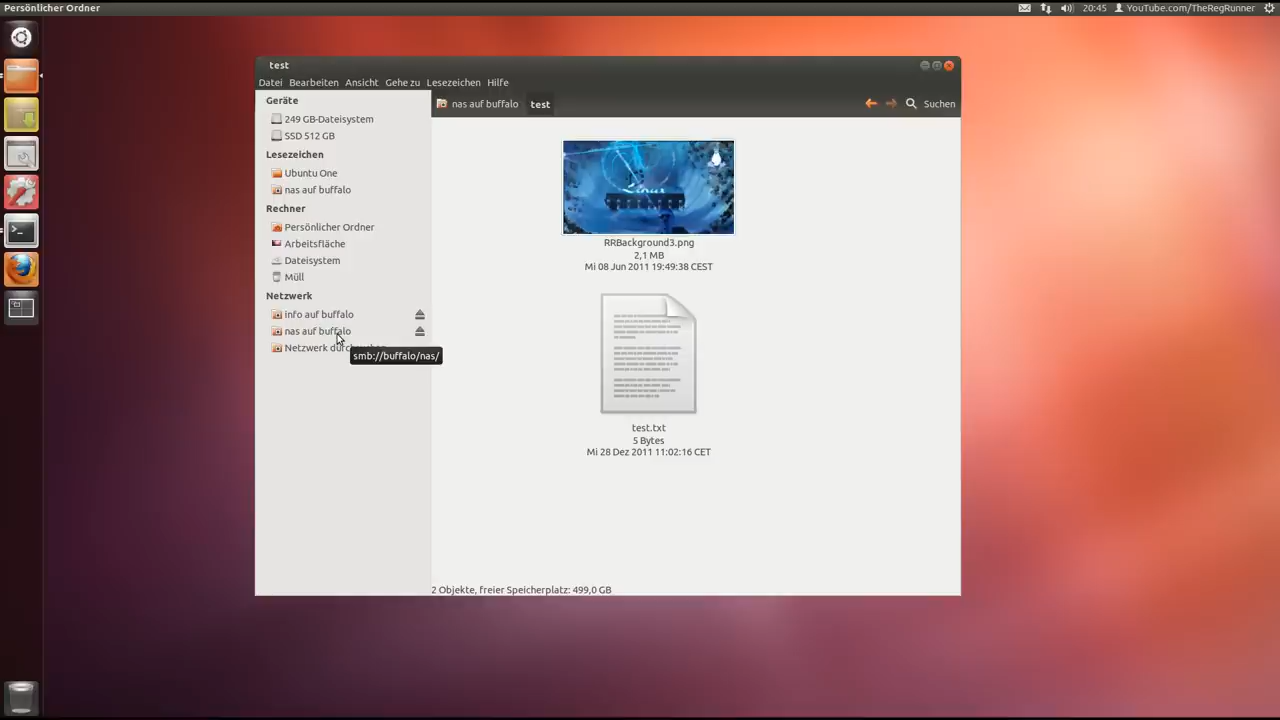 Persönlicher Ordner
20:45 YouTube.com/TheRegRunner
test
Datei Bearbeiten Ansicht Gehe zu Lesezeichen Hilfe
Geräte
249 GB-Dateisystem
SSD 512 GB
Lesezeichen
Ubuntu One
nas auf buffalo
Rechner
Persönlicher Ordner
Arbeitsfläche
Dateisystem
Müll
Netzwerk
info auf buffalo
nas auf buffalo
Netzwerk
smb://buffalo/nas/
nas auf buffalo test Suchen
Linux
RRBackground3.png
2,1 MB
Mi 08 Jun 2011 19:49:38 CEST
test.txt
5 Bytes
Mi 28 Dez 2011 11:02:16 CET
2 Objekte, freier Speicherplatz: 499,0 GB